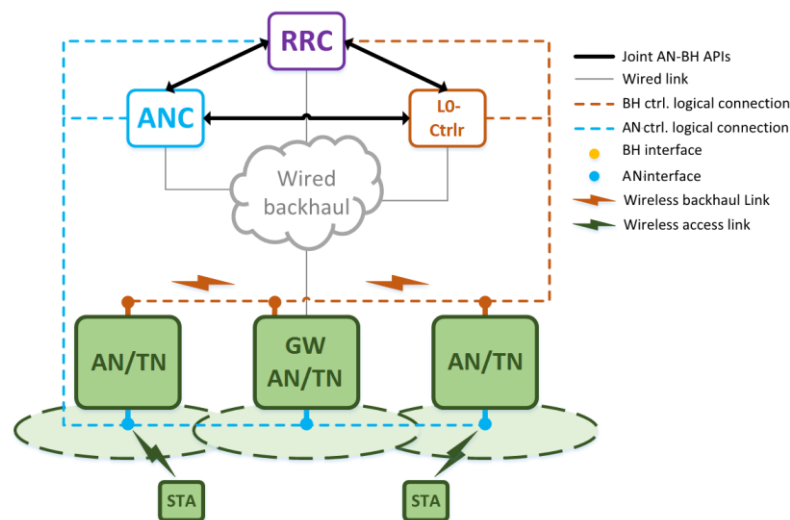 RRC
ANC
L0-
Ctrlr
Wired
backhaul
AN/TN
GW
AN/TN
AN/TN
STA
STA
Joint AN-BH APIs
Wired link
BH ctrl. logical connection
AN ctrl. logical connection
BH interface
ANinterface
Wireless backhaul Link
Wireless access link